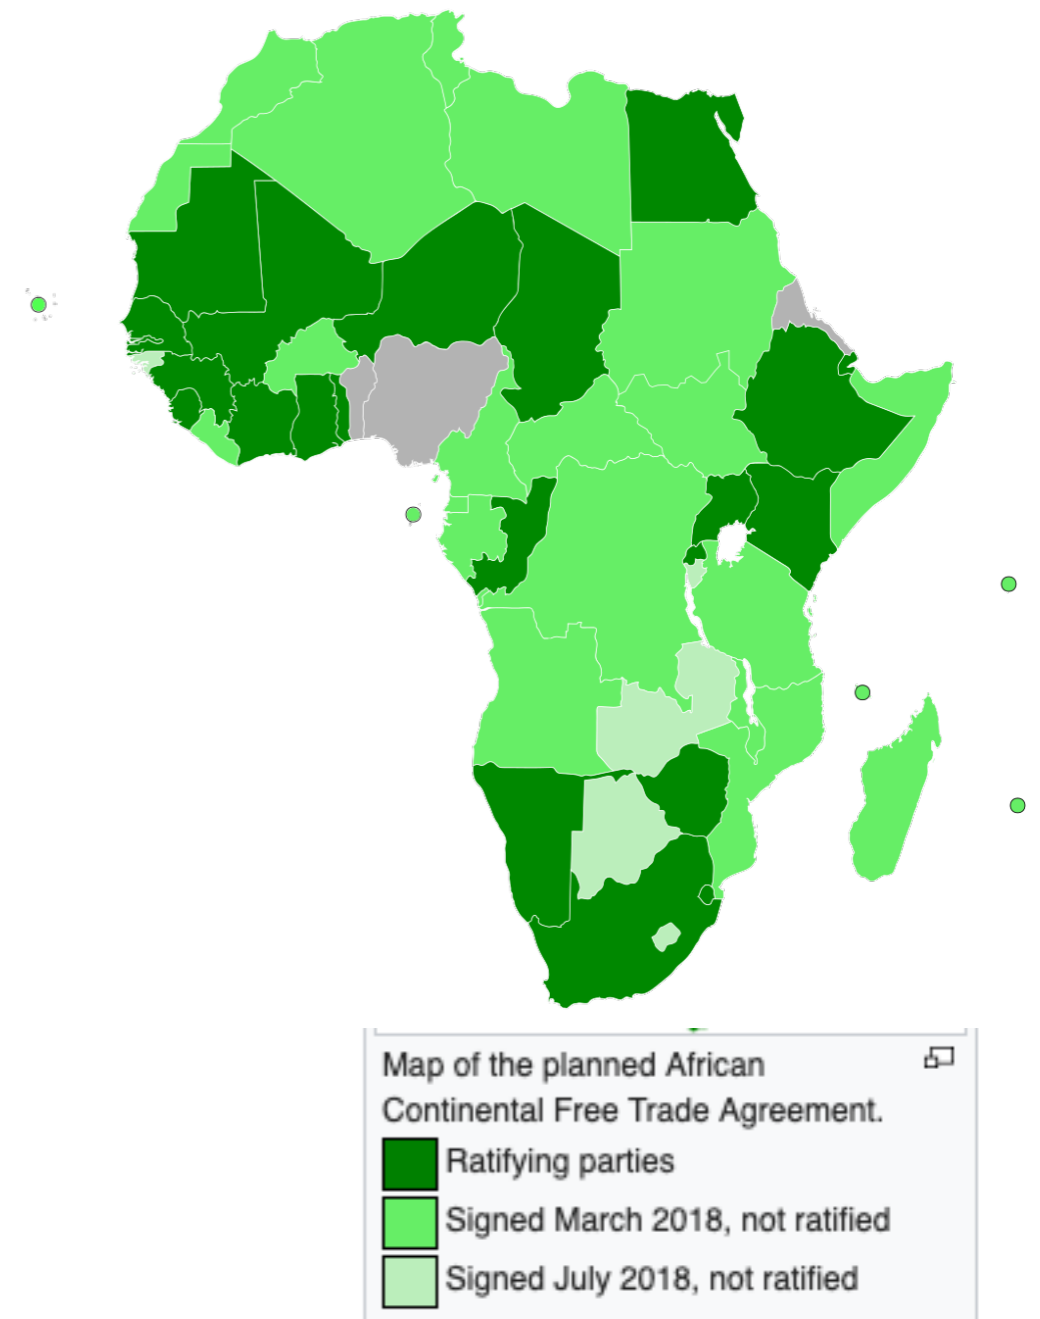 Map of the planned African
Continental Free Trade Agreement.
Ratifying parties
Signed March 2018, not ratified
Signed July 2018, not ratified